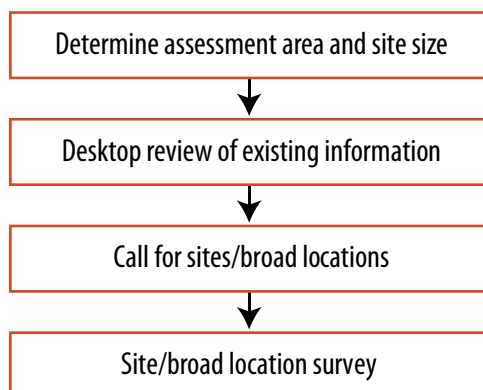 Determine assessment area and site size
Desktop review of existing information
Call for sites/broad locations
Site/broad location survey